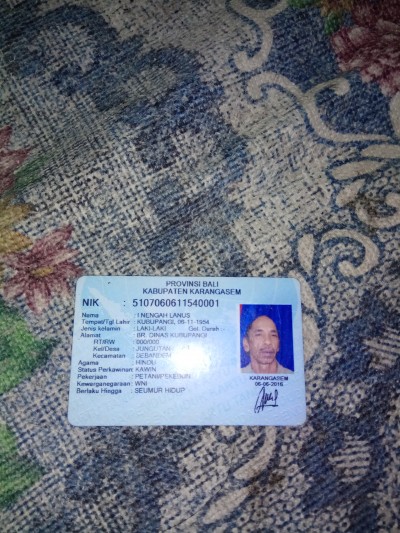 PROVINSI BALI
KABUPATEN KARANGASEM
NIK : 5107060611540001
Nama : I NENGAH LANUS
Tempat/Tgl Lahir : KUBUPANGI, 06-11-1954
Jenis kelamin : LAKI-LAKI Gol. Darah :
Alamat : BR. DINAS KUBUPANGI
RT/RW : 000/000
Kel/Desa : JUNGUTAN
Kecamatan : BEBANDEM
Agama : HINDU
Status Perkawinan: KAWIN
Pekerjaan : PETANI/PEKEBUN
Kewarganegaraan: WNI
Berlaku Hingga : SEUMUR HIDUP
KARANGASEM
06-06-2016